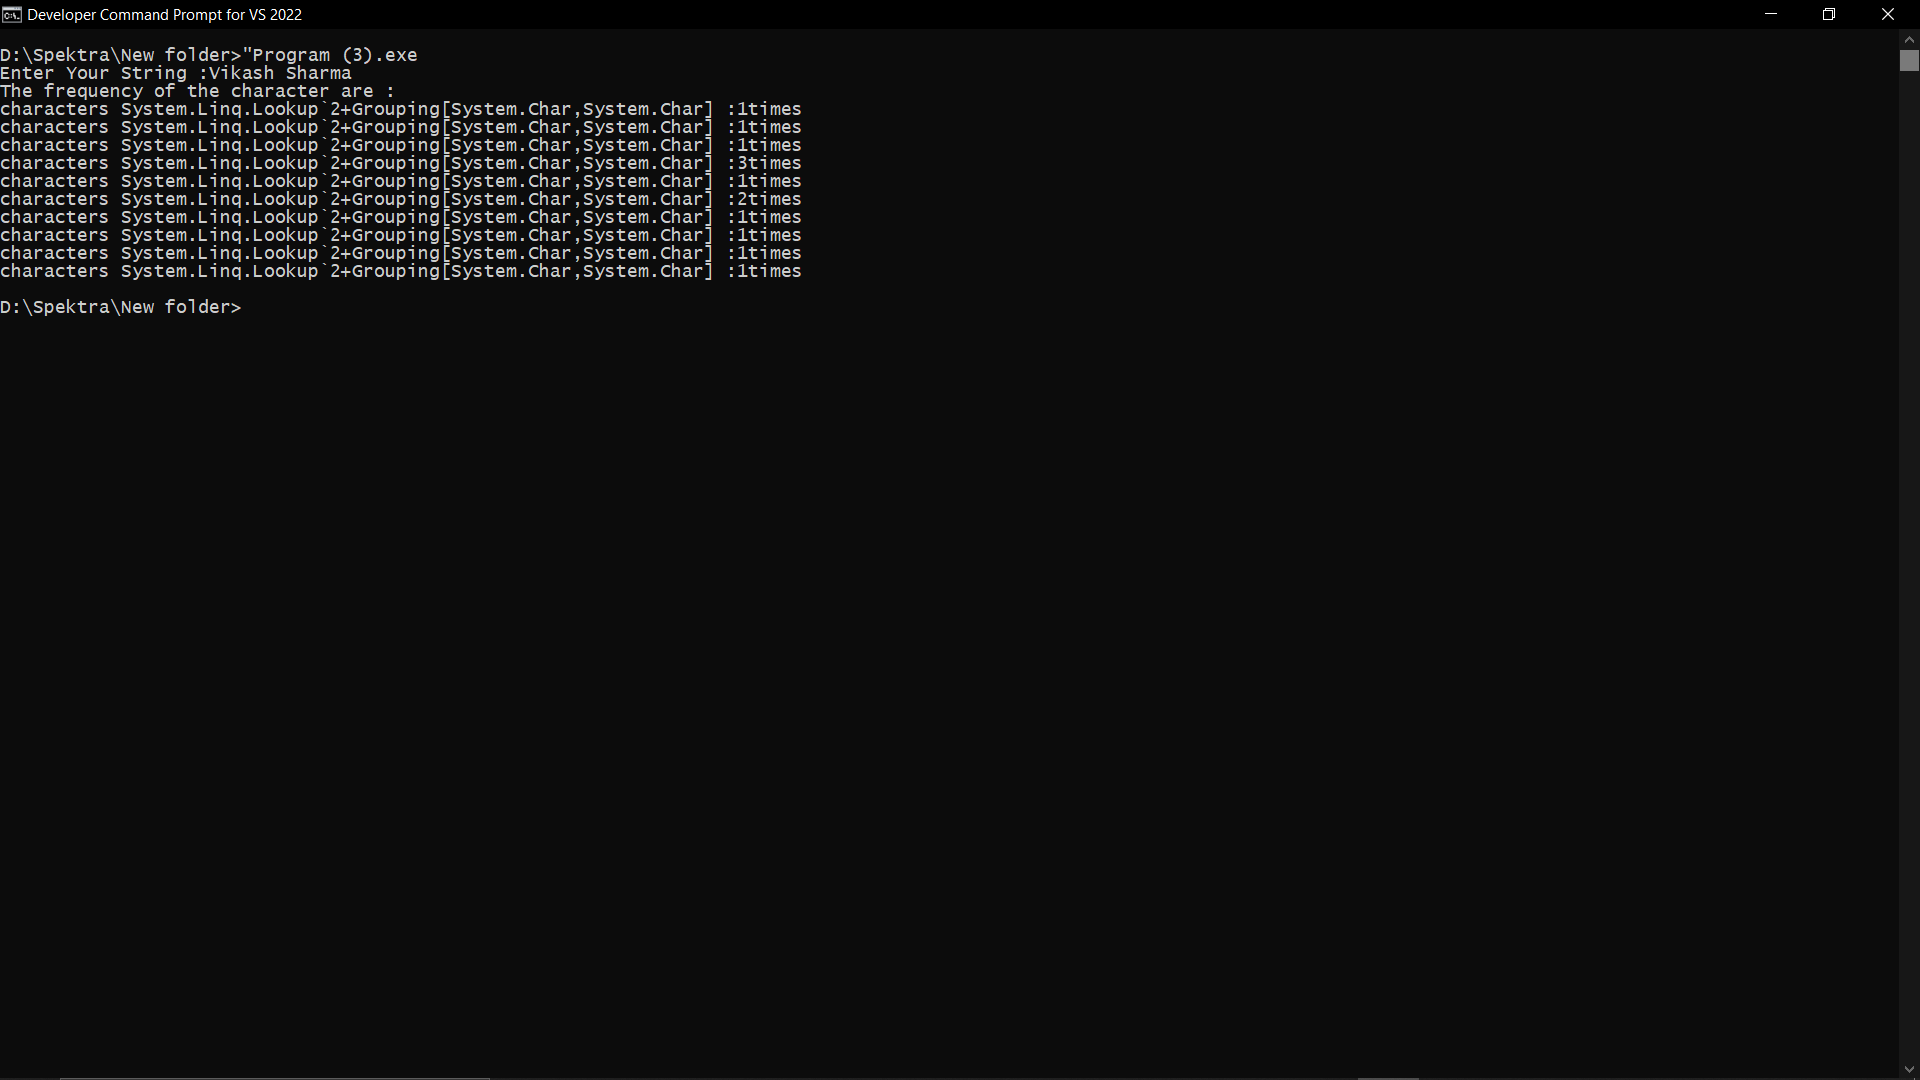 Developer Command Prompt for VS 2022
D:\Spektra\New folder>"Program (3).exe
Enter Your String :Vikash Sharma
The frequency of the character are :
characters System.Linq.Lookup`2+Grouping[System.Char,System.Char] :1times
characters System.Linq.Lookup`2+Grouping[System.Char,System.Char] :1times
characters System.Linq.Lookup`2+Grouping[System.Char,System.Char] :1times
characters System.Linq.Lookup`2+Grouping[System.Char,System.Char] :3times
characters System.Linq.Lookup`2+Grouping[System.Char,System.Char] :1times
characters System.Linq.Lookup`2+Grouping[System.Char,System.Char] :2times
characters System.Linq.Lookup`2+Grouping[System.Char,System.Char] :1times
characters System.Linq.Lookup`2+Grouping[System.Char,System.Char] :1times
characters System.Linq.Lookup`2+Grouping[System.Char,System.Char] :1times
characters System.Linq.Lookup`2+Grouping[System.Char,System.Char] :1times
D:\Spektra\New folder>